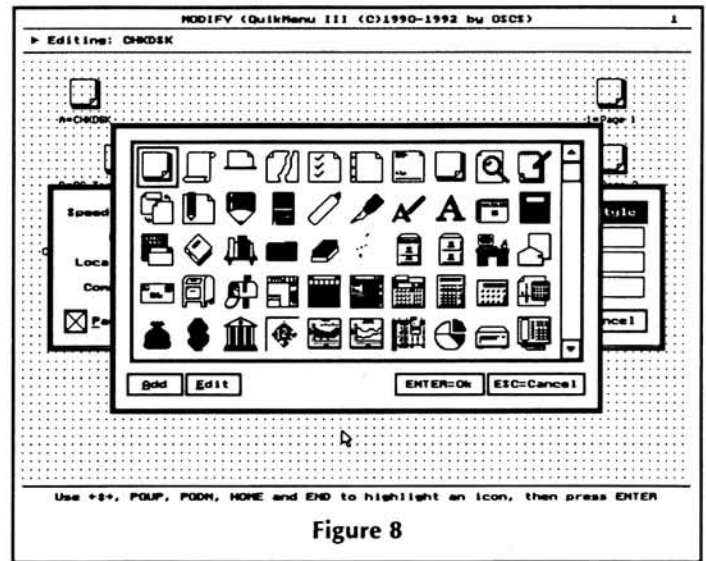 MODIFY (QuikMenu III (C)1990-1992 by OSCS) 1
► Editing: CHKDSK
A=CHKDSK 1=Page 1
Speed tyle
Loca
Com
Pa ncel
Add Edit ENTER=Ok ESC=Cancel
Use ←↕→, PGUP, PGDN, HOME and END to highlight an icon, then press ENTER
Figure 8